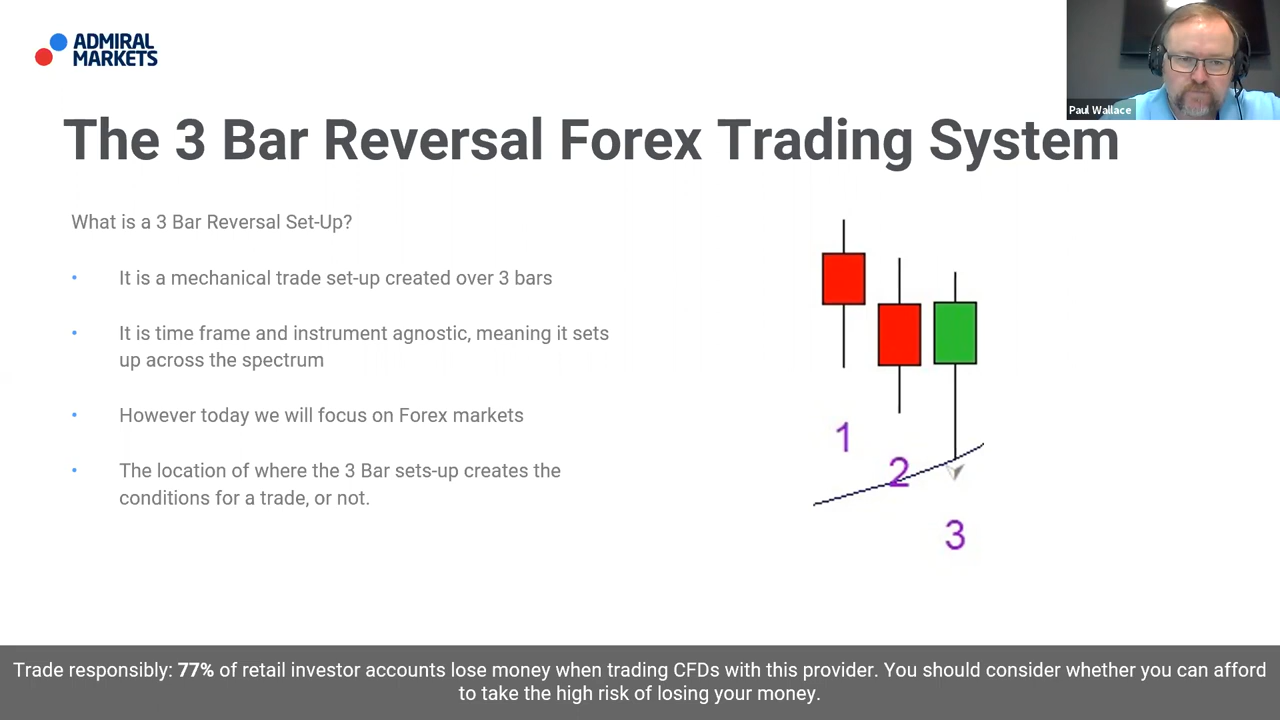 ADMIRAL
MARKETS
Paul Wallace
The 3 Bar Reversal Forex Trading System
What is a 3 Bar Reversal Set-Up?
• It is a mechanical trade set-up created over 3 bars
• It is time frame and instrument agnostic, meaning it sets
up across the spectrum
• However today we will focus on Forex markets
• The location of where the 3 Bar sets-up creates the
conditions for a trade, or not.
1
2
3
Trade responsibly: 77% of retail investor accounts lose money when trading CFDs with this provider. You should consider whether you can afford
to take the high risk of losing your money.